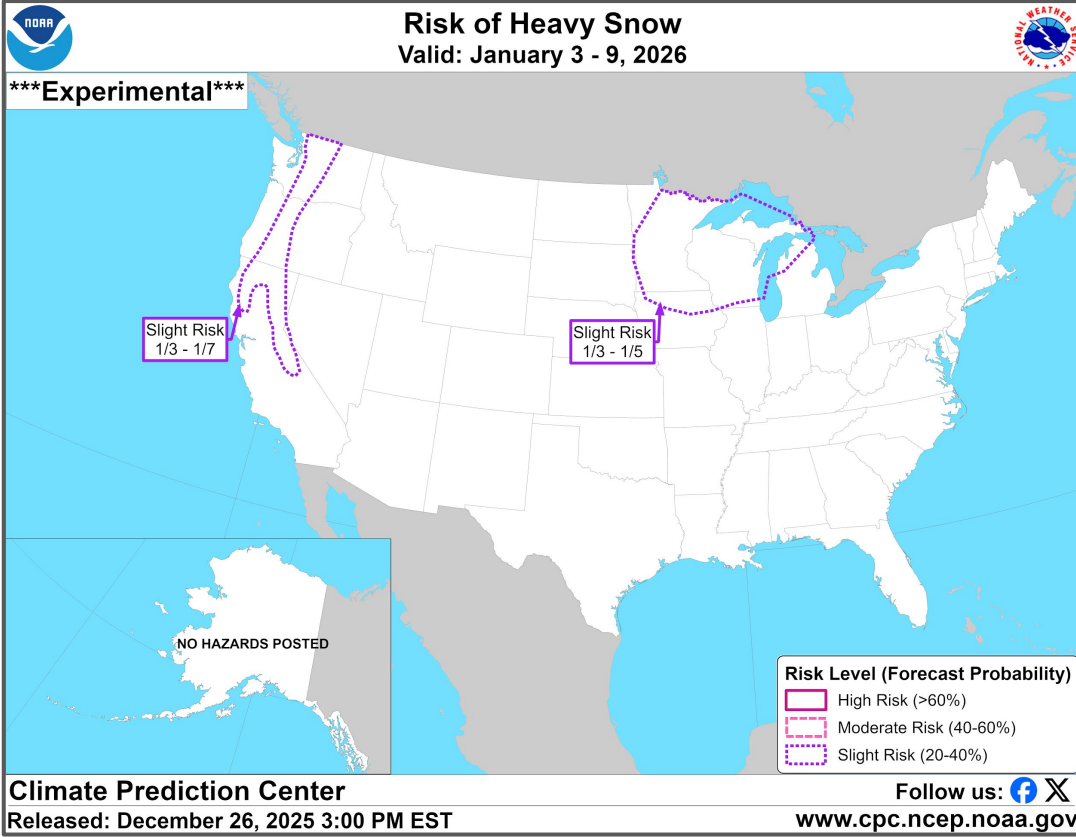 NOAA
Risk of Heavy Snow
Valid: January 3 - 9, 2026
NATIONAL WEATHER SERVICE
***Experimental***
Slight Risk
1/3 - 1/7
Slight Risk
1/3 - 1/5
NO HAZARDS POSTED
Risk Level (Forecast Probability)
High Risk (>60%)
Moderate Risk (40-60%)
Slight Risk (20-40%)
Climate Prediction Center
Follow us:
Released: December 26, 2025 3:00 PM EST
www.cpc.ncep.noaa.gov